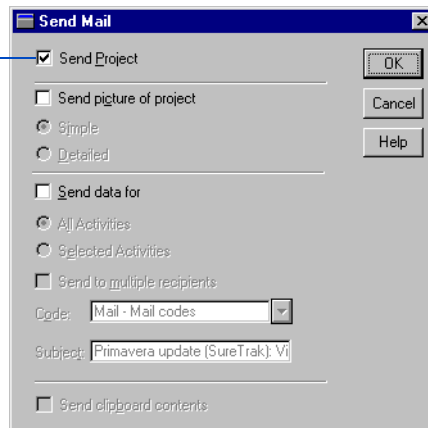 Send Mail
Send Project
OK
Send picture of project
Cancel
Simple
Help
Detailed
Send data for
All Activities
Selected Activities
Send to multiple recipients
Code: Mail - Mail codes
Subject: Primavera update (SureTrak): Vi
Send clipboard contents